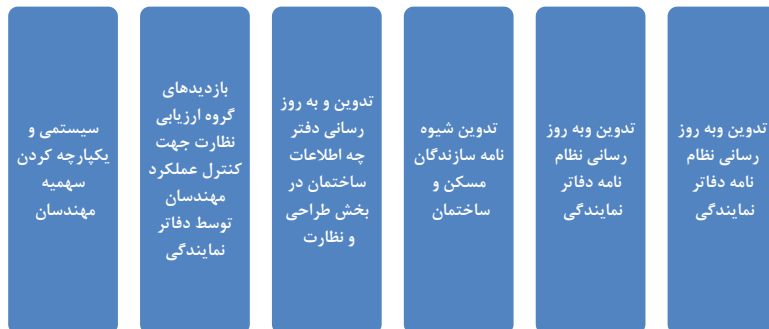 تدوین وبه روز
رسانی نظام
نامه دفاتر
نمایندگی
تدوین وبه روز
رسانی نظام
نامه دفاتر
نمایندگی
تدوین شیوه
نامه سازندگان
مسکن و
ساختمان
تدوین و به روز
رسانی دفتر
چه اطلاعات
ساختمان در
بخش طراحی
و نظارت
بازدیدهای
گروه ارزیابی
نظارت جهت
کنترل عملکرد
مهندسان
توسط دفاتر
نمایندگی
سیستمی و
یکپارچه کردن
سهمیه
مهندسان